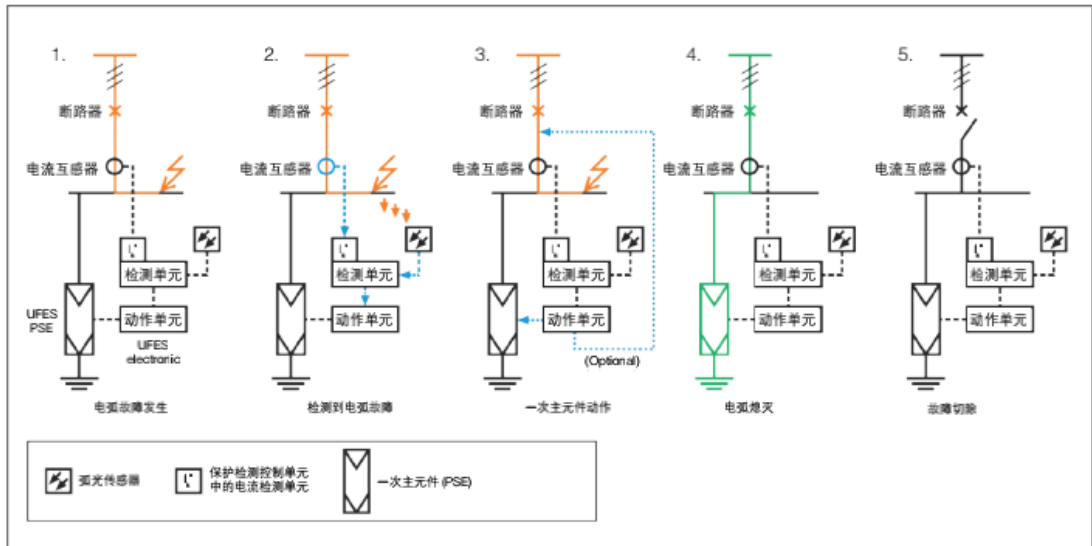 1.
断路器
电流互感器
检测单元
动作单元
UFES
PSE
UFES
electronic
电弧故障发生
2.
断路器
电流互感器
检测单元
动作单元
检测到电弧故障
3.
断路器
电流互感器
检测单元
动作单元
(Optional)
一次主元件动作
4.
断路器
电流互感器
检测单元
动作单元
电弧熄灭
5.
断路器
电流互感器
检测单元
动作单元
故障切除
弧光传感器
保护检测控制单元
中的电流检测单元
一次主元件 (PSE)